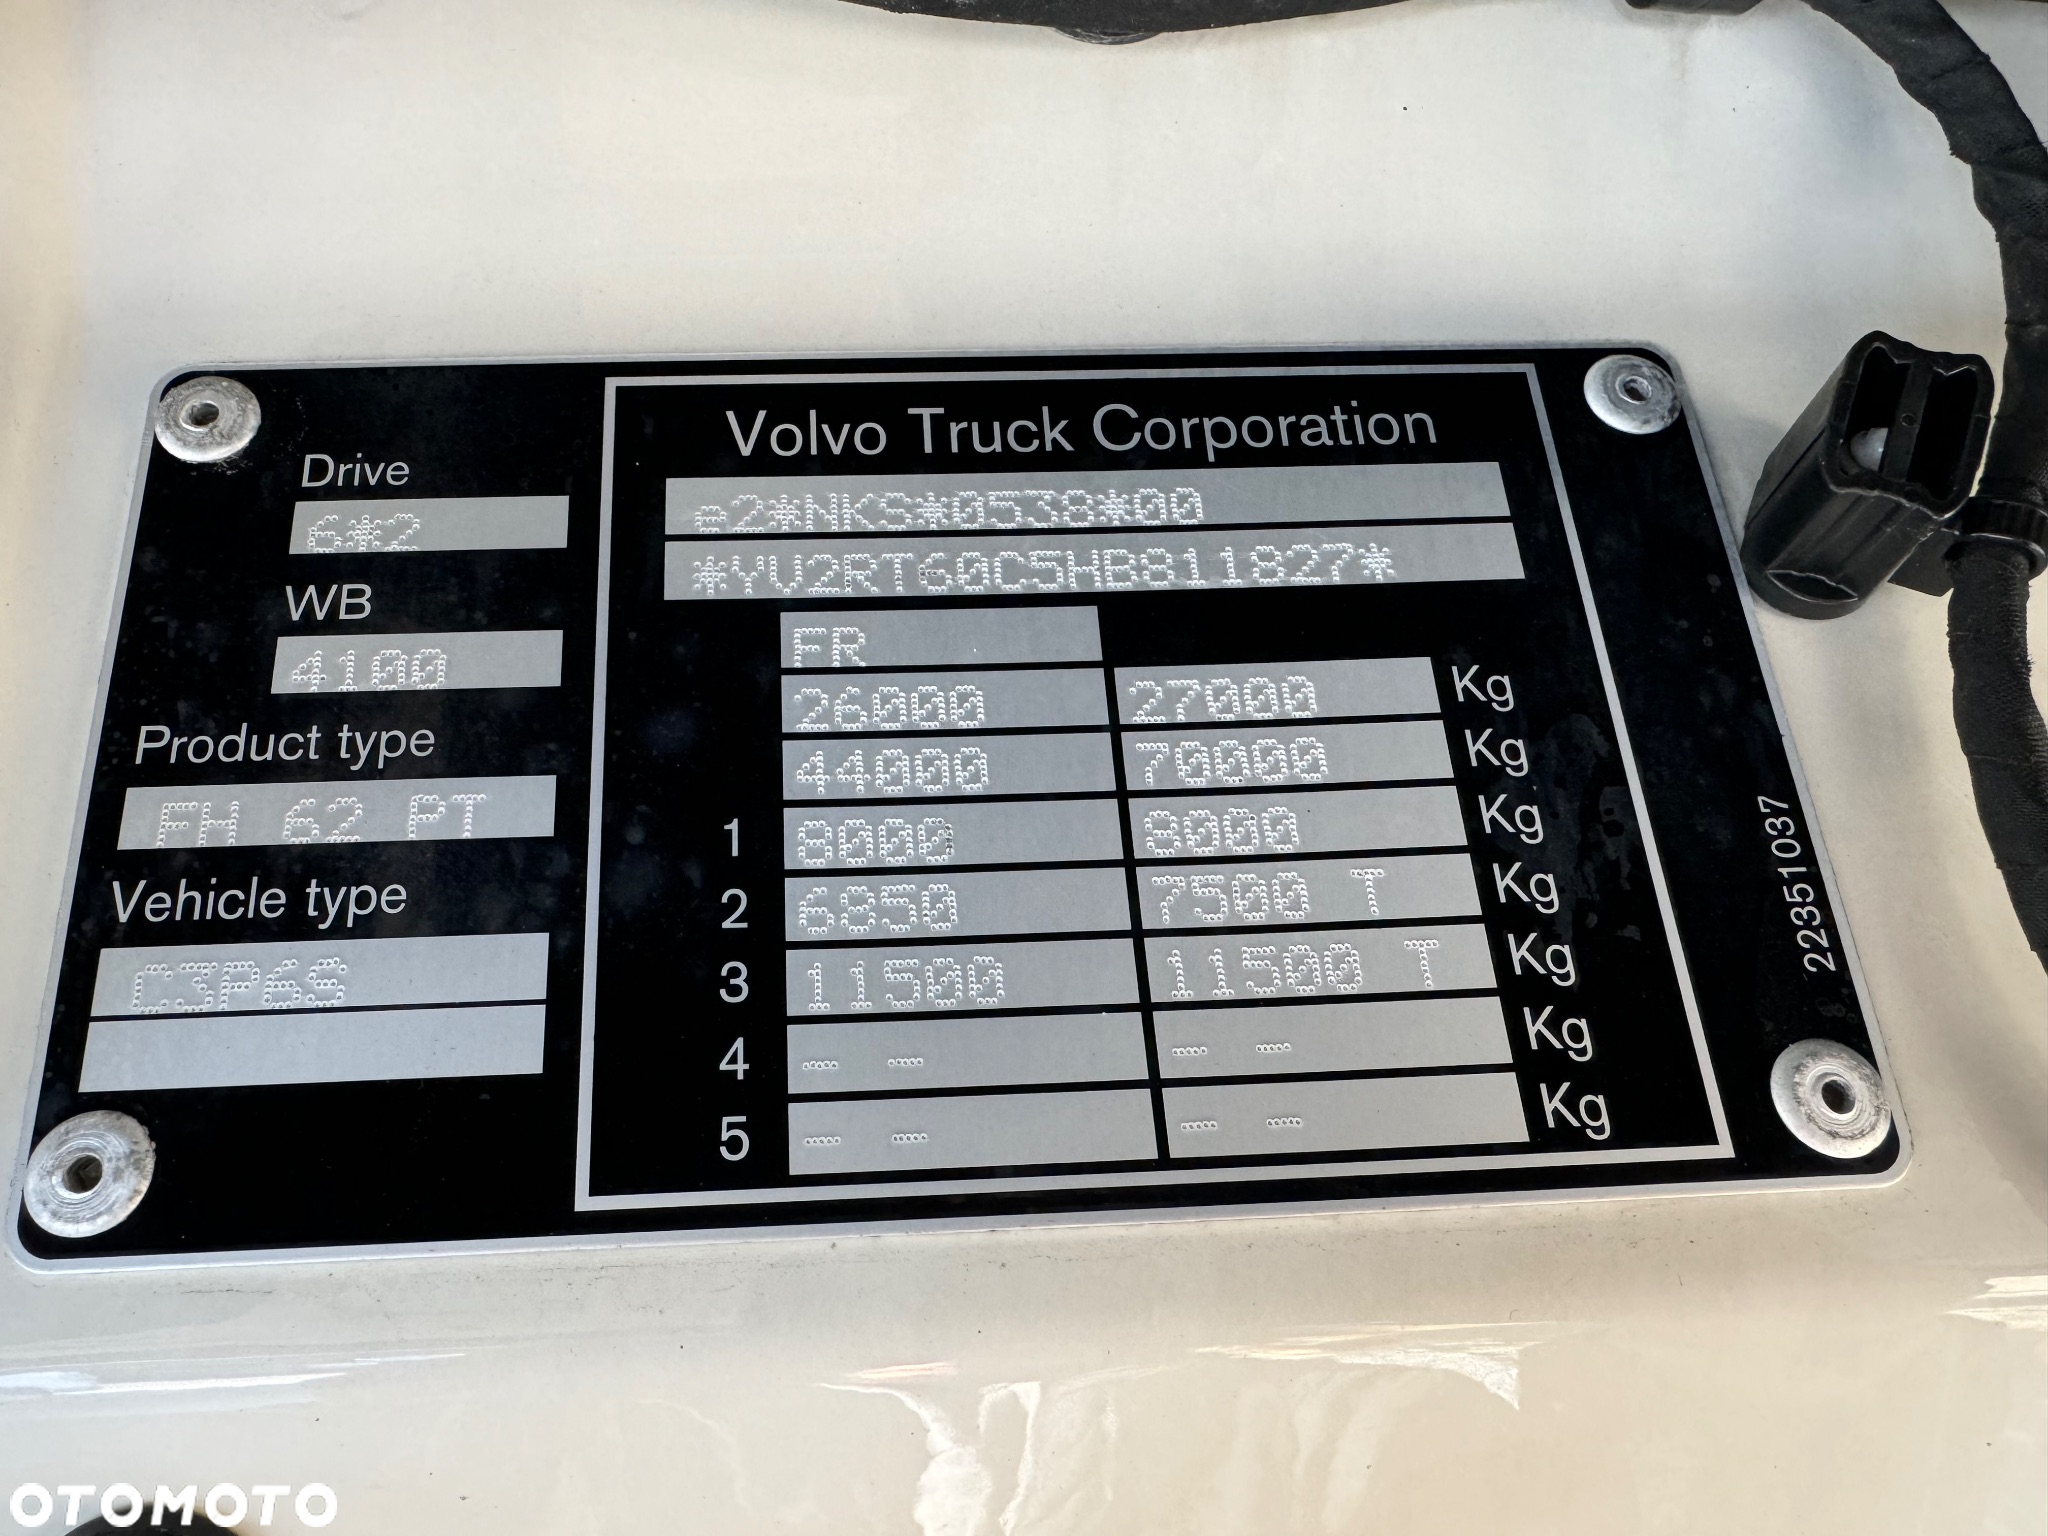 Volvo Truck Corporation
e2*NKS*0538*00
*YV2RT60C5HB811827*
Drive
6*2
WB
4100
Product type
FH 62 PT
Vehicle type
C3P6S
FR
26000 27000 Kg
44000 70000 Kg
1 8000 8000 Kg
2 6850 7500 T Kg
3 11500 11500 T Kg
4 - - - - Kg
5 - - - - Kg
22351037
OTOMOTO